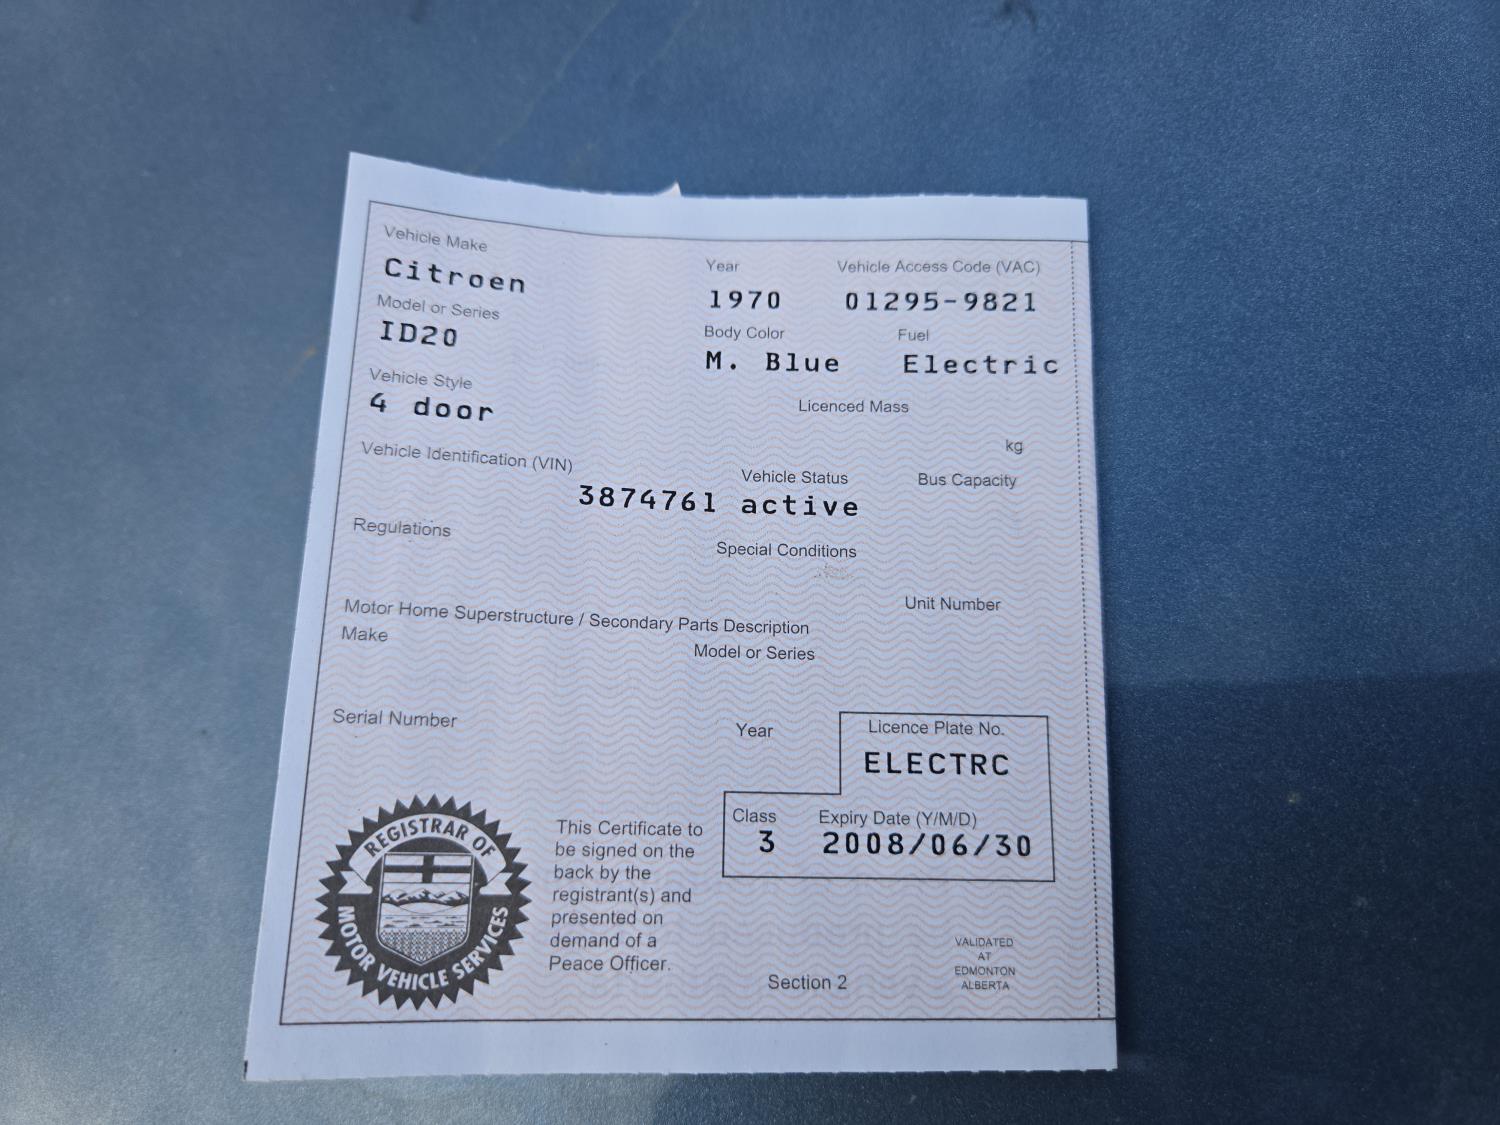 Vehicle Make
Citroen
Year
1970
Vehicle Access Code (VAC)
01295-9821
Model or Series
ID20
Body Color
M. Blue
Fuel
Electric
Vehicle Style
4 door
Licenced Mass
kg
Vehicle Identification (VIN)
3874761
Vehicle Status
active
Bus Capacity
Regulations
Special Conditions
Unit Number
Motor Home Superstructure / Secondary Parts Description
Make
Model or Series
Serial Number
Year
Licence Plate No.
ELECTRC
Class
3
Expiry Date (Y/M/D)
2008/06/30
REGISTRAR OF
MOTOR VEHICLE SERVICES
This Certificate to
be signed on the
back by the
registrant(s) and
presented on
demand of a
Peace Officer.
Section 2
VALIDATED
AT
EDMONTON
ALBERTA